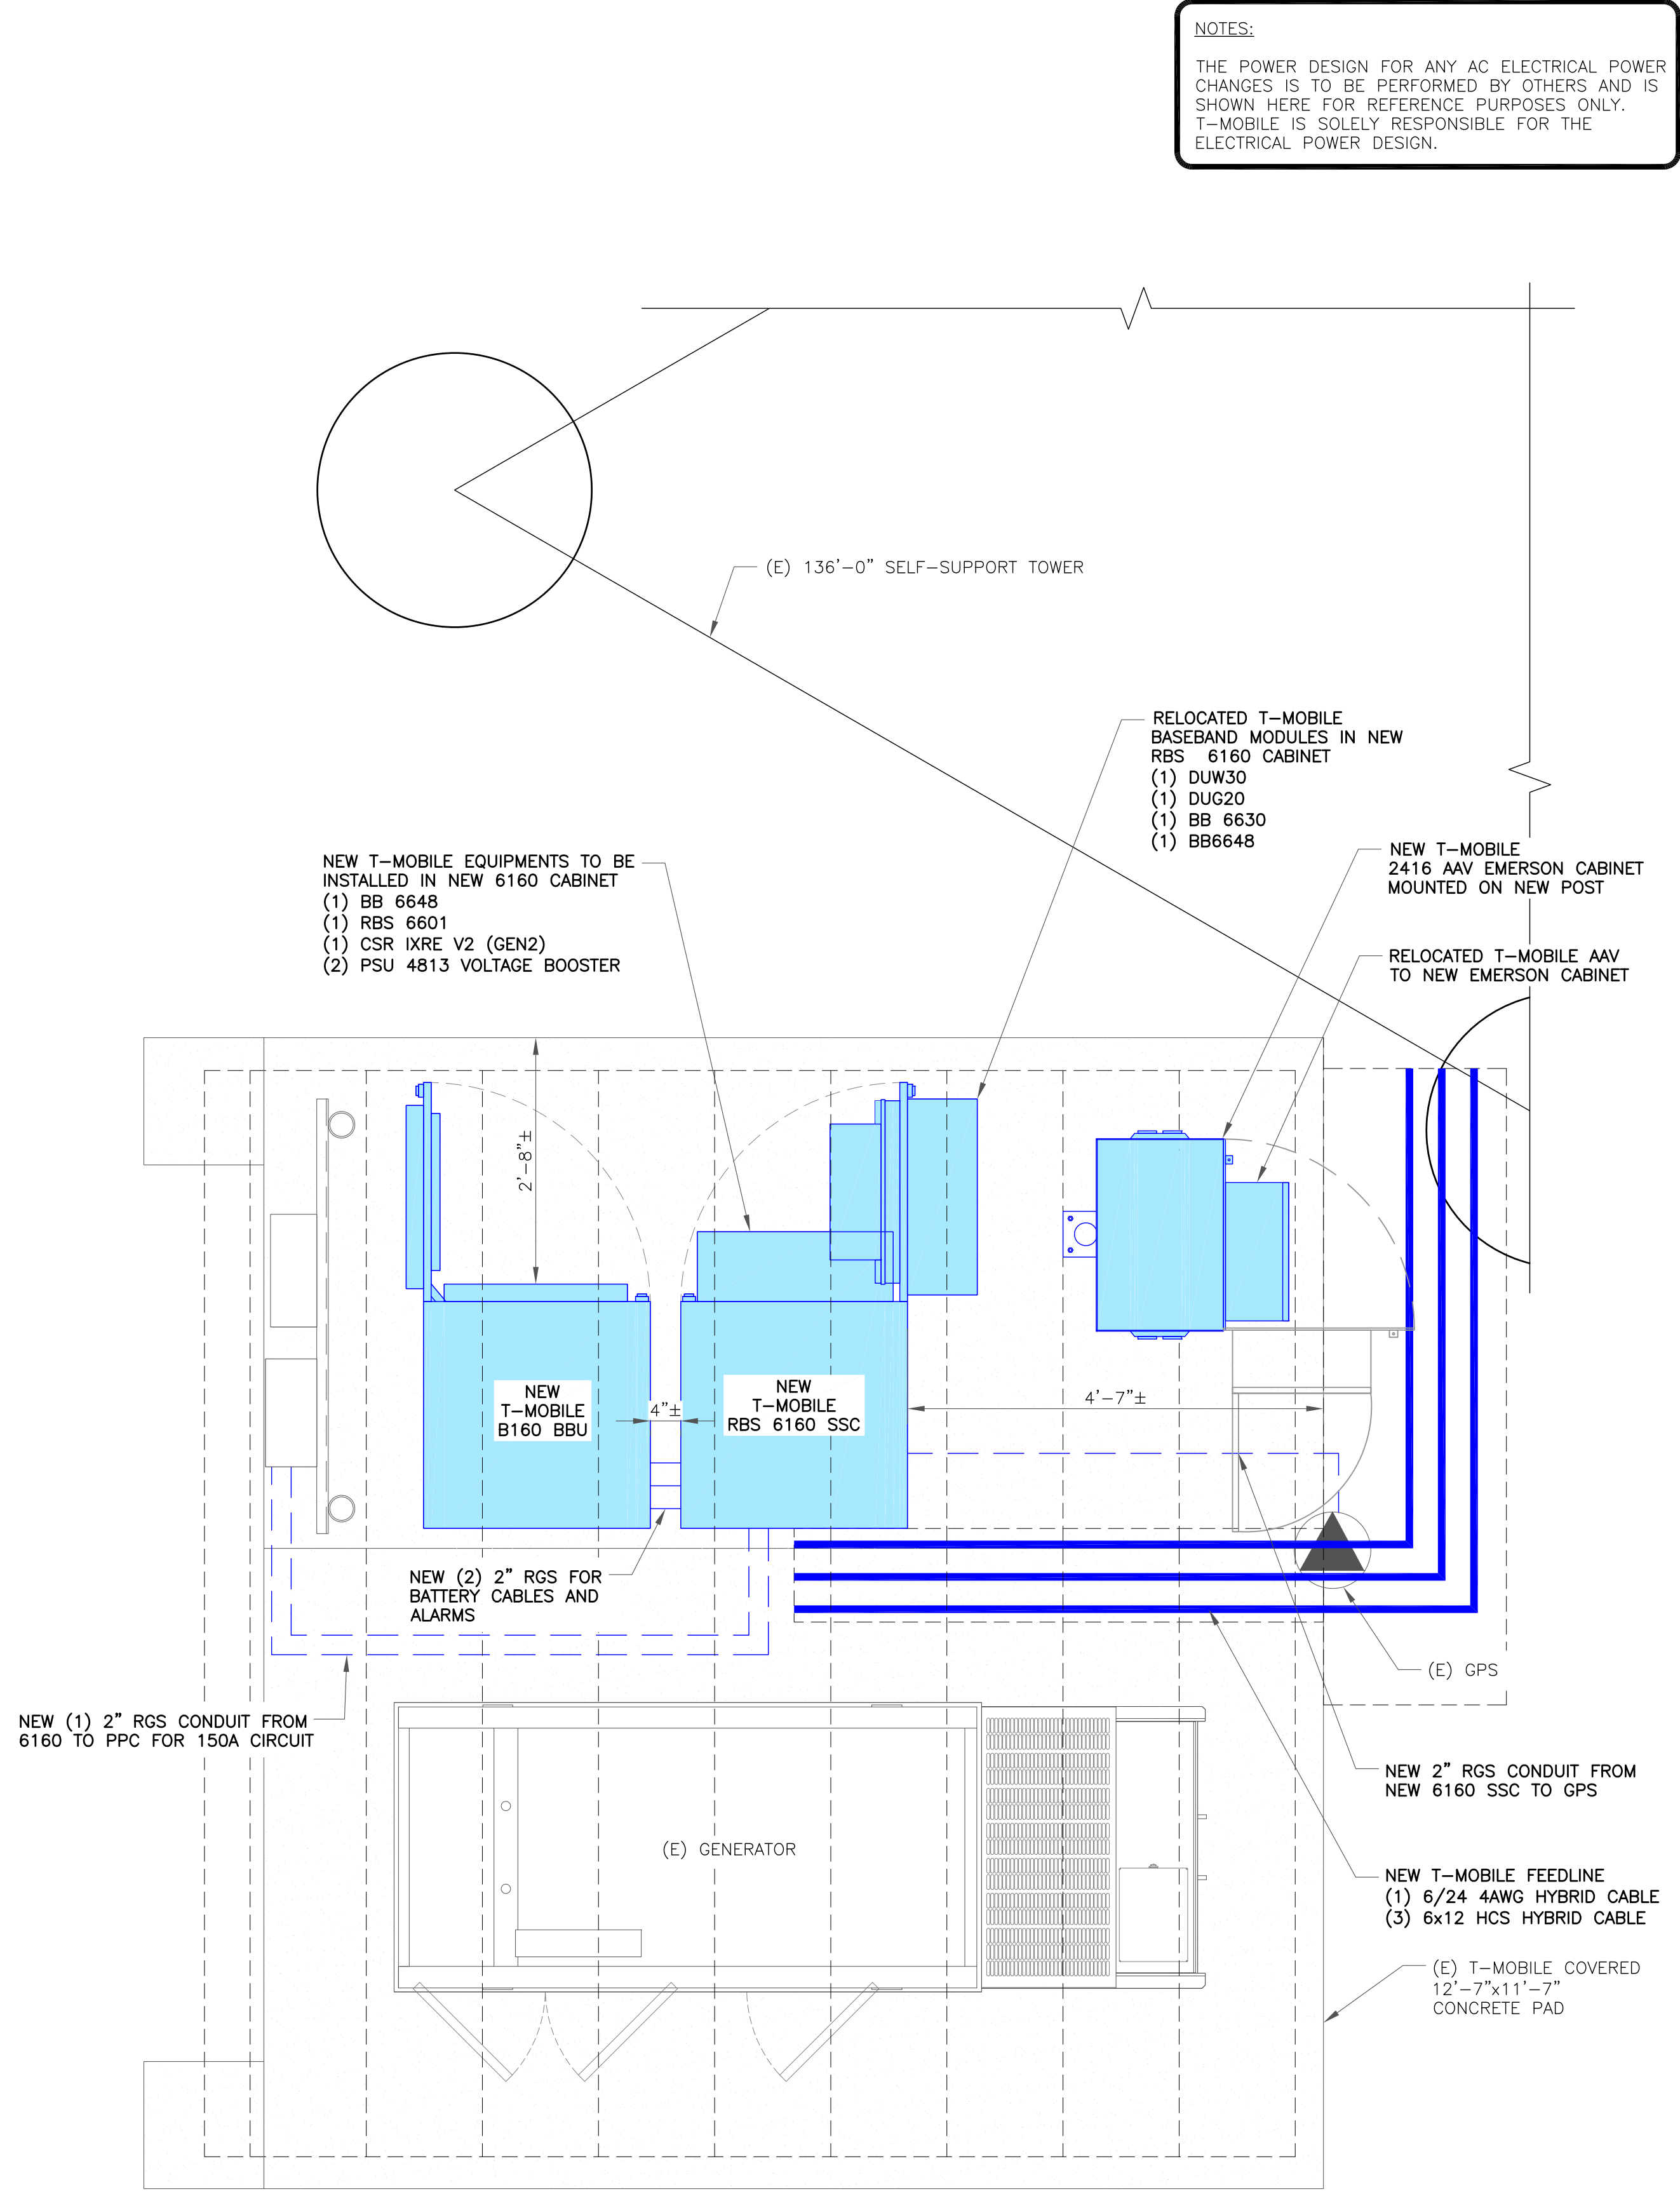 NOTES:
THE POWER DESIGN FOR ANY AC ELECTRICAL POWER
CHANGES IS TO BE PERFORMED BY OTHERS AND IS
SHOWN HERE FOR REFERENCE PURPOSES ONLY.
T-MOBILE IS SOLELY RESPONSIBLE FOR THE
ELECTRICAL POWER DESIGN.
(E) 136'-0" SELF-SUPPORT TOWER
RELOCATED T-MOBILE
BASEBAND MODULES IN NEW
RBS 6160 CABINET
(1) DUW30
(1) DUG20
(1) BB 6630
(1) BB6648
NEW T-MOBILE EQUIPMENTS TO BE
INSTALLED IN NEW 6160 CABINET
(1) BB 6648
(1) RBS 6601
(1) CSR IXRE V2 (GEN2)
(2) PSU 4813 VOLTAGE BOOSTER
NEW T-MOBILE
2416 AAV EMERSON CABINET
MOUNTED ON NEW POST
RELOCATED T-MOBILE AAV
TO NEW EMERSON CABINET
2'-8"±
NEW
T-MOBILE
B160 BBU
4"±
NEW
T-MOBILE
RBS 6160 SSC
4'-7"±
NEW (2) 2" RGS FOR
BATTERY CABLES AND
ALARMS
(E) GPS
NEW (1) 2" RGS CONDUIT FROM
6160 TO PPC FOR 150A CIRCUIT
NEW 2" RGS CONDUIT FROM
NEW 6160 SSC TO GPS
(E) GENERATOR
NEW T-MOBILE FEEDLINE
(1) 6/24 4AWG HYBRID CABLE
(3) 6x12 HCS HYBRID CABLE
(E) T-MOBILE COVERED
12'-7"x11'-7"
CONCRETE PAD